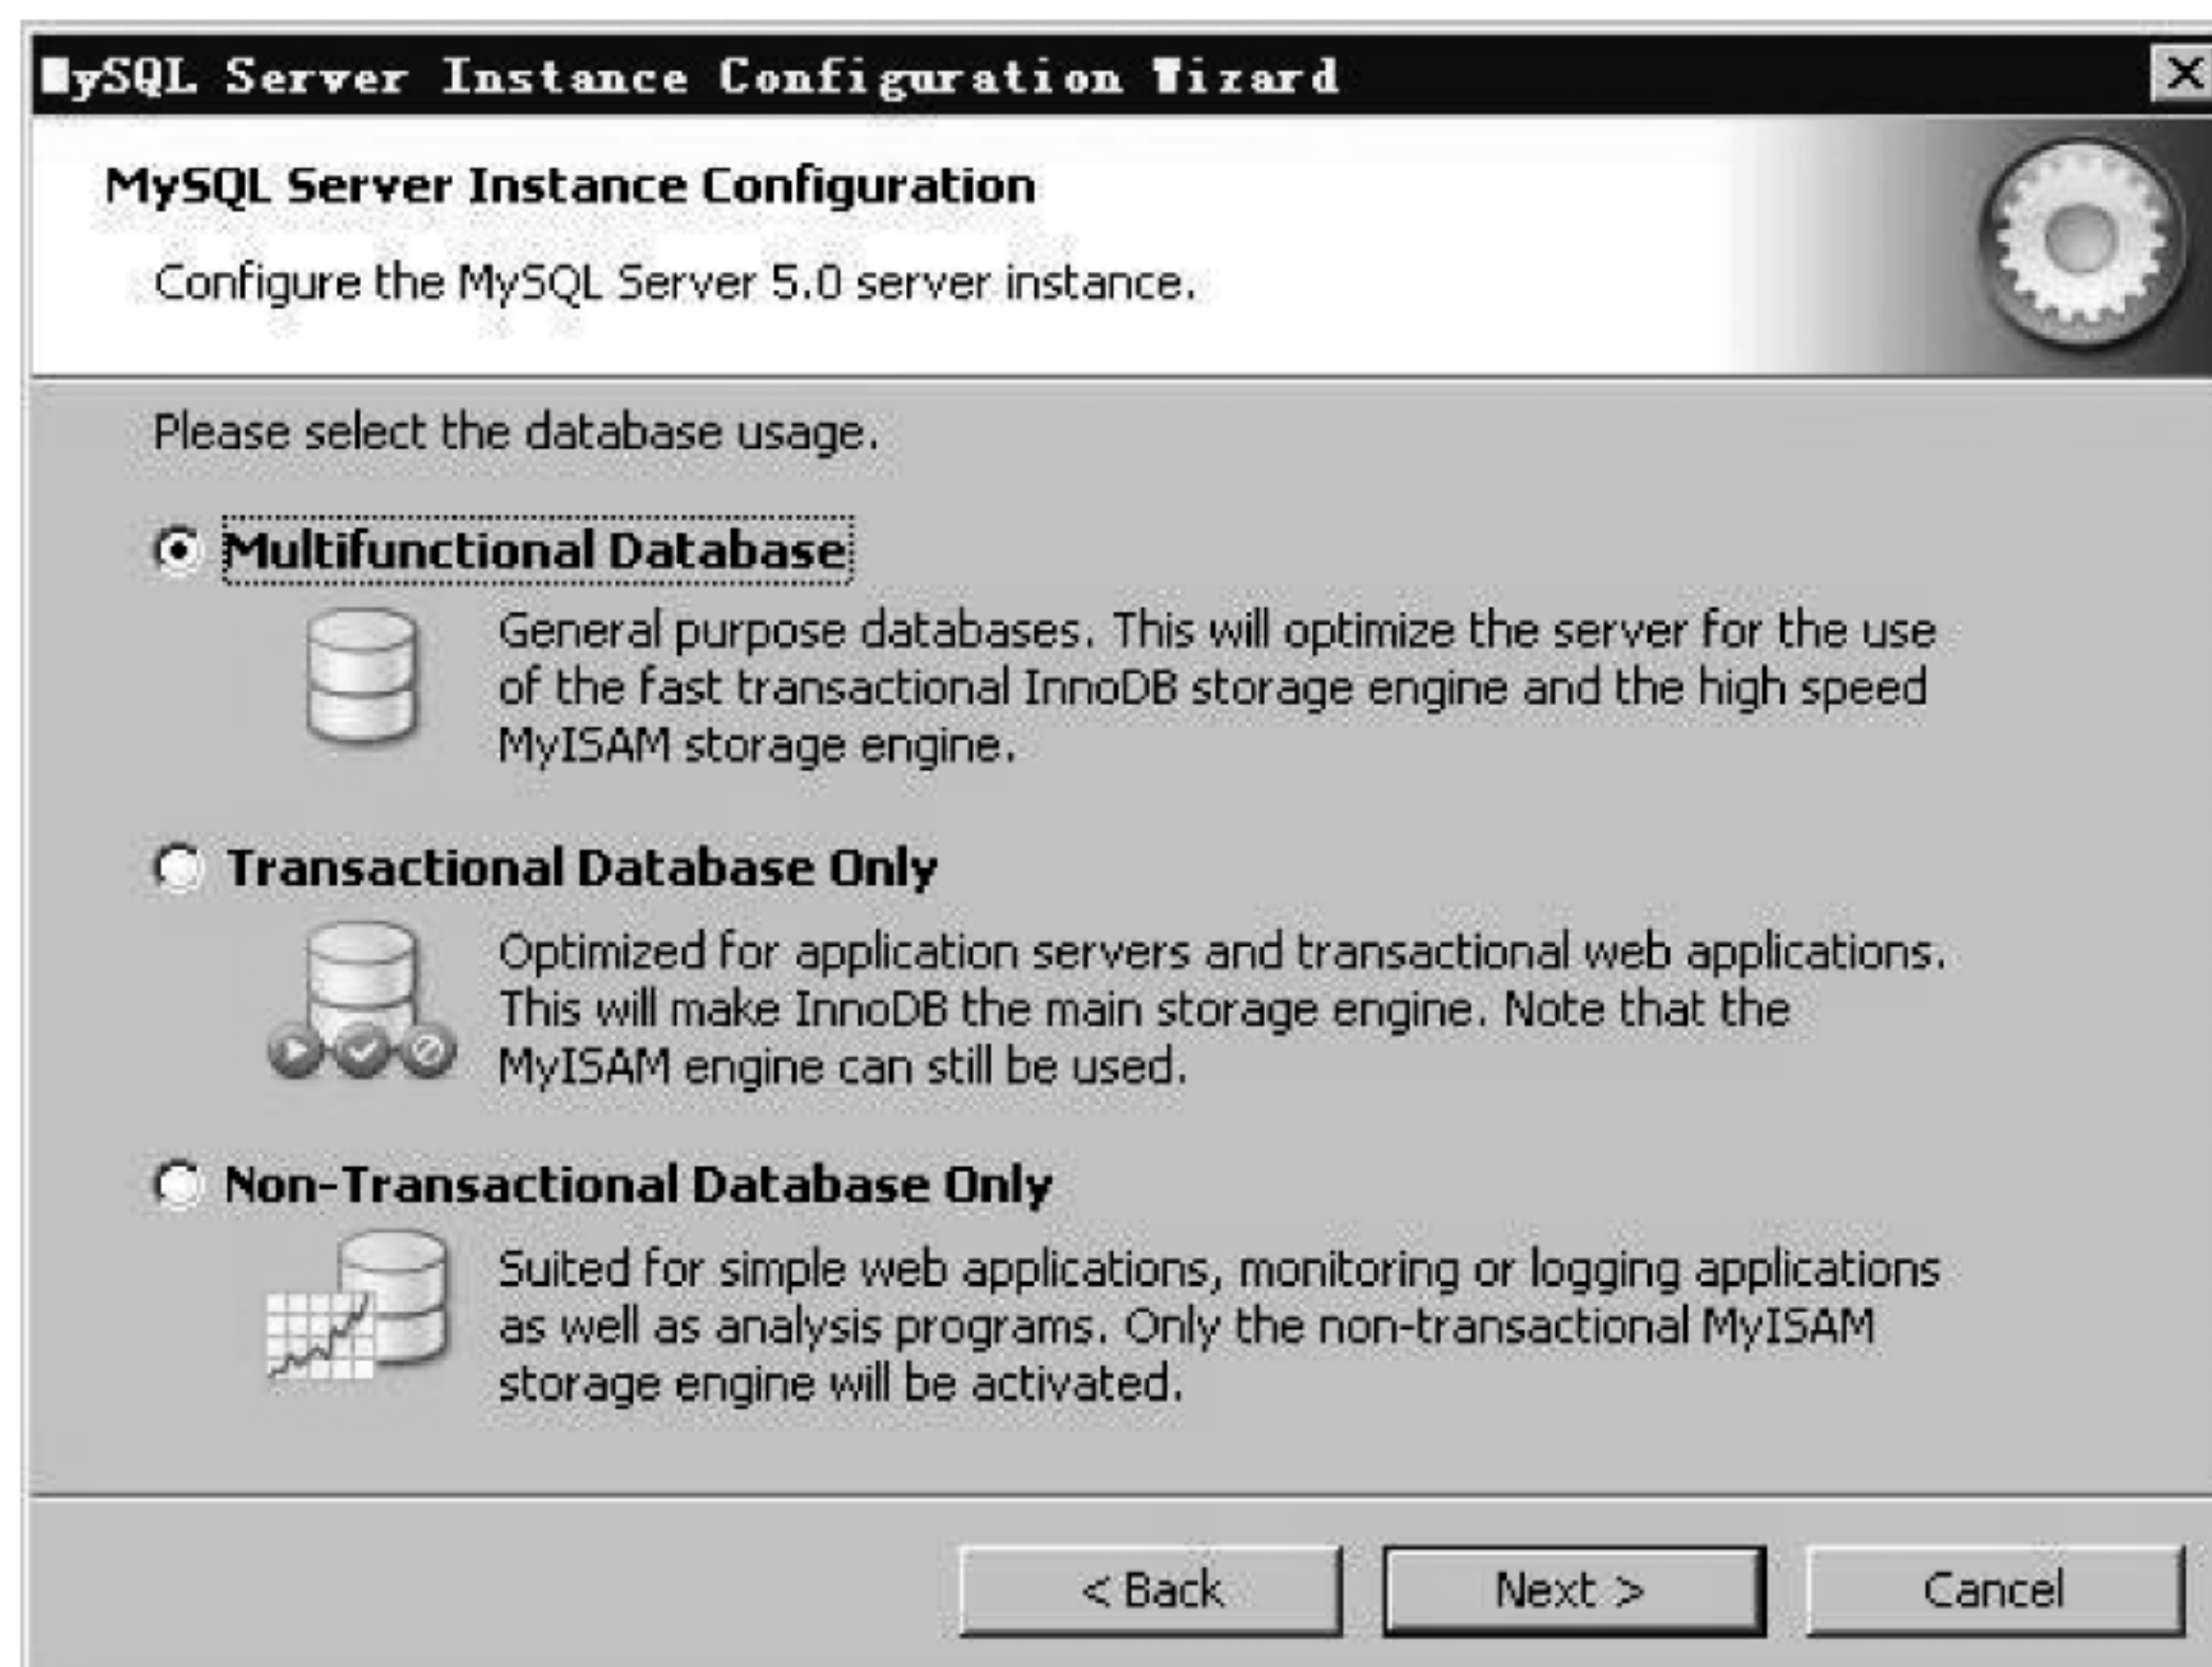 MySQL Server Instance Configuration Wizard
MySQL Server Instance Configuration
Configure the MySQL Server 5.0 server instance.
Please select the database usage.
Multifunctional Database
General purpose databases. This will optimize the server for the use
of the fast transactional InnoDB storage engine and the high speed
MyISAM storage engine.
Transactional Database Only
Optimized for application servers and transactional web applications.
This will make InnoDB the main storage engine. Note that the
MyISAM engine can still be used.
Non-Transactional Database Only
Suited for simple web applications, monitoring or logging applications
as well as analysis programs. Only the non-transactional MyISAM
storage engine will be activated.
< Back
Next >
Cancel